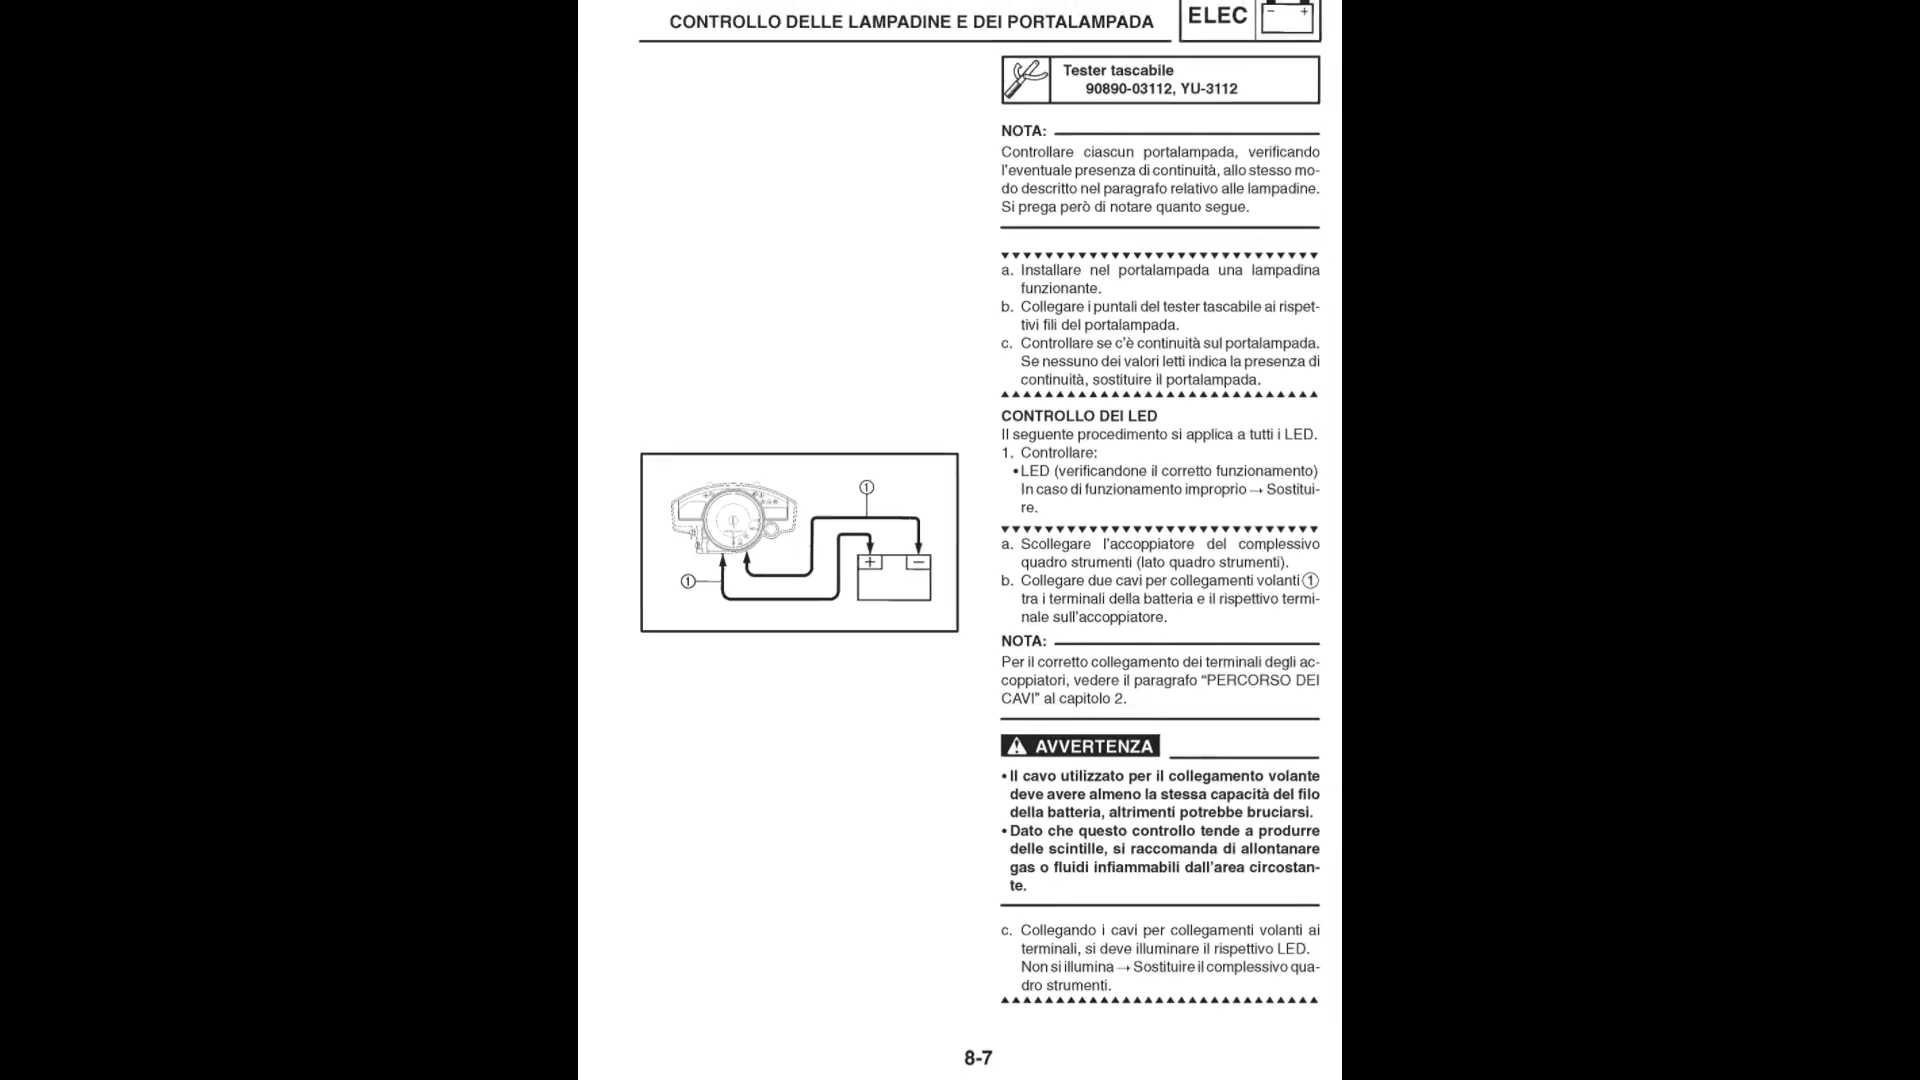 CONTROLLO DELLE LAMPADINE E DEI PORTALAMPADA
ELEC
− +
Tester tascabile
90890-03112, YU-3112
NOTA:
Controllare ciascun portalampada, verificando
l'eventuale presenza di continuità, allo stesso mo-
do descritto nel paragrafo relativo alle lampadine.
Si prega però di notare quanto segue.
a. Installare nel portalampada una lampadina
funzionante.
b. Collegare i puntali del tester tascabile ai rispet-
tivi fili del portalampada.
c. Controllare se c'è continuità sul portalampada.
Se nessuno dei valori letti indica la presenza di
continuità, sostituire il portalampada.
CONTROLLO DEI LED
Il seguente procedimento si applica a tutti i LED.
1. Controllare:
• LED (verificandone il corretto funzionamento)
In caso di funzionamento improprio → Sostitui-
re.
①
①
+ −
a. Scollegare l'accoppiatore del complessivo
quadro strumenti (lato quadro strumenti).
b. Collegare due cavi per collegamenti volanti ①
tra i terminali della batteria e il rispettivo termi-
nale sull'accoppiatore.
NOTA:
Per il corretto collegamento dei terminali degli ac-
coppiatori, vedere il paragrafo “PERCORSO DEI
CAVI” al capitolo 2.
AVVERTENZA
• Il cavo utilizzato per il collegamento volante
deve avere almeno la stessa capacità del filo
della batteria, altrimenti potrebbe bruciarsi.
• Dato che questo controllo tende a produrre
delle scintille, si raccomanda di allontanare
gas o fluidi infiammabili dall'area circostan-
te.
c. Collegando i cavi per collegamenti volanti ai
terminali, si deve illuminare il rispettivo LED.
Non si illumina → Sostituire il complessivo qua-
dro strumenti.
8-7